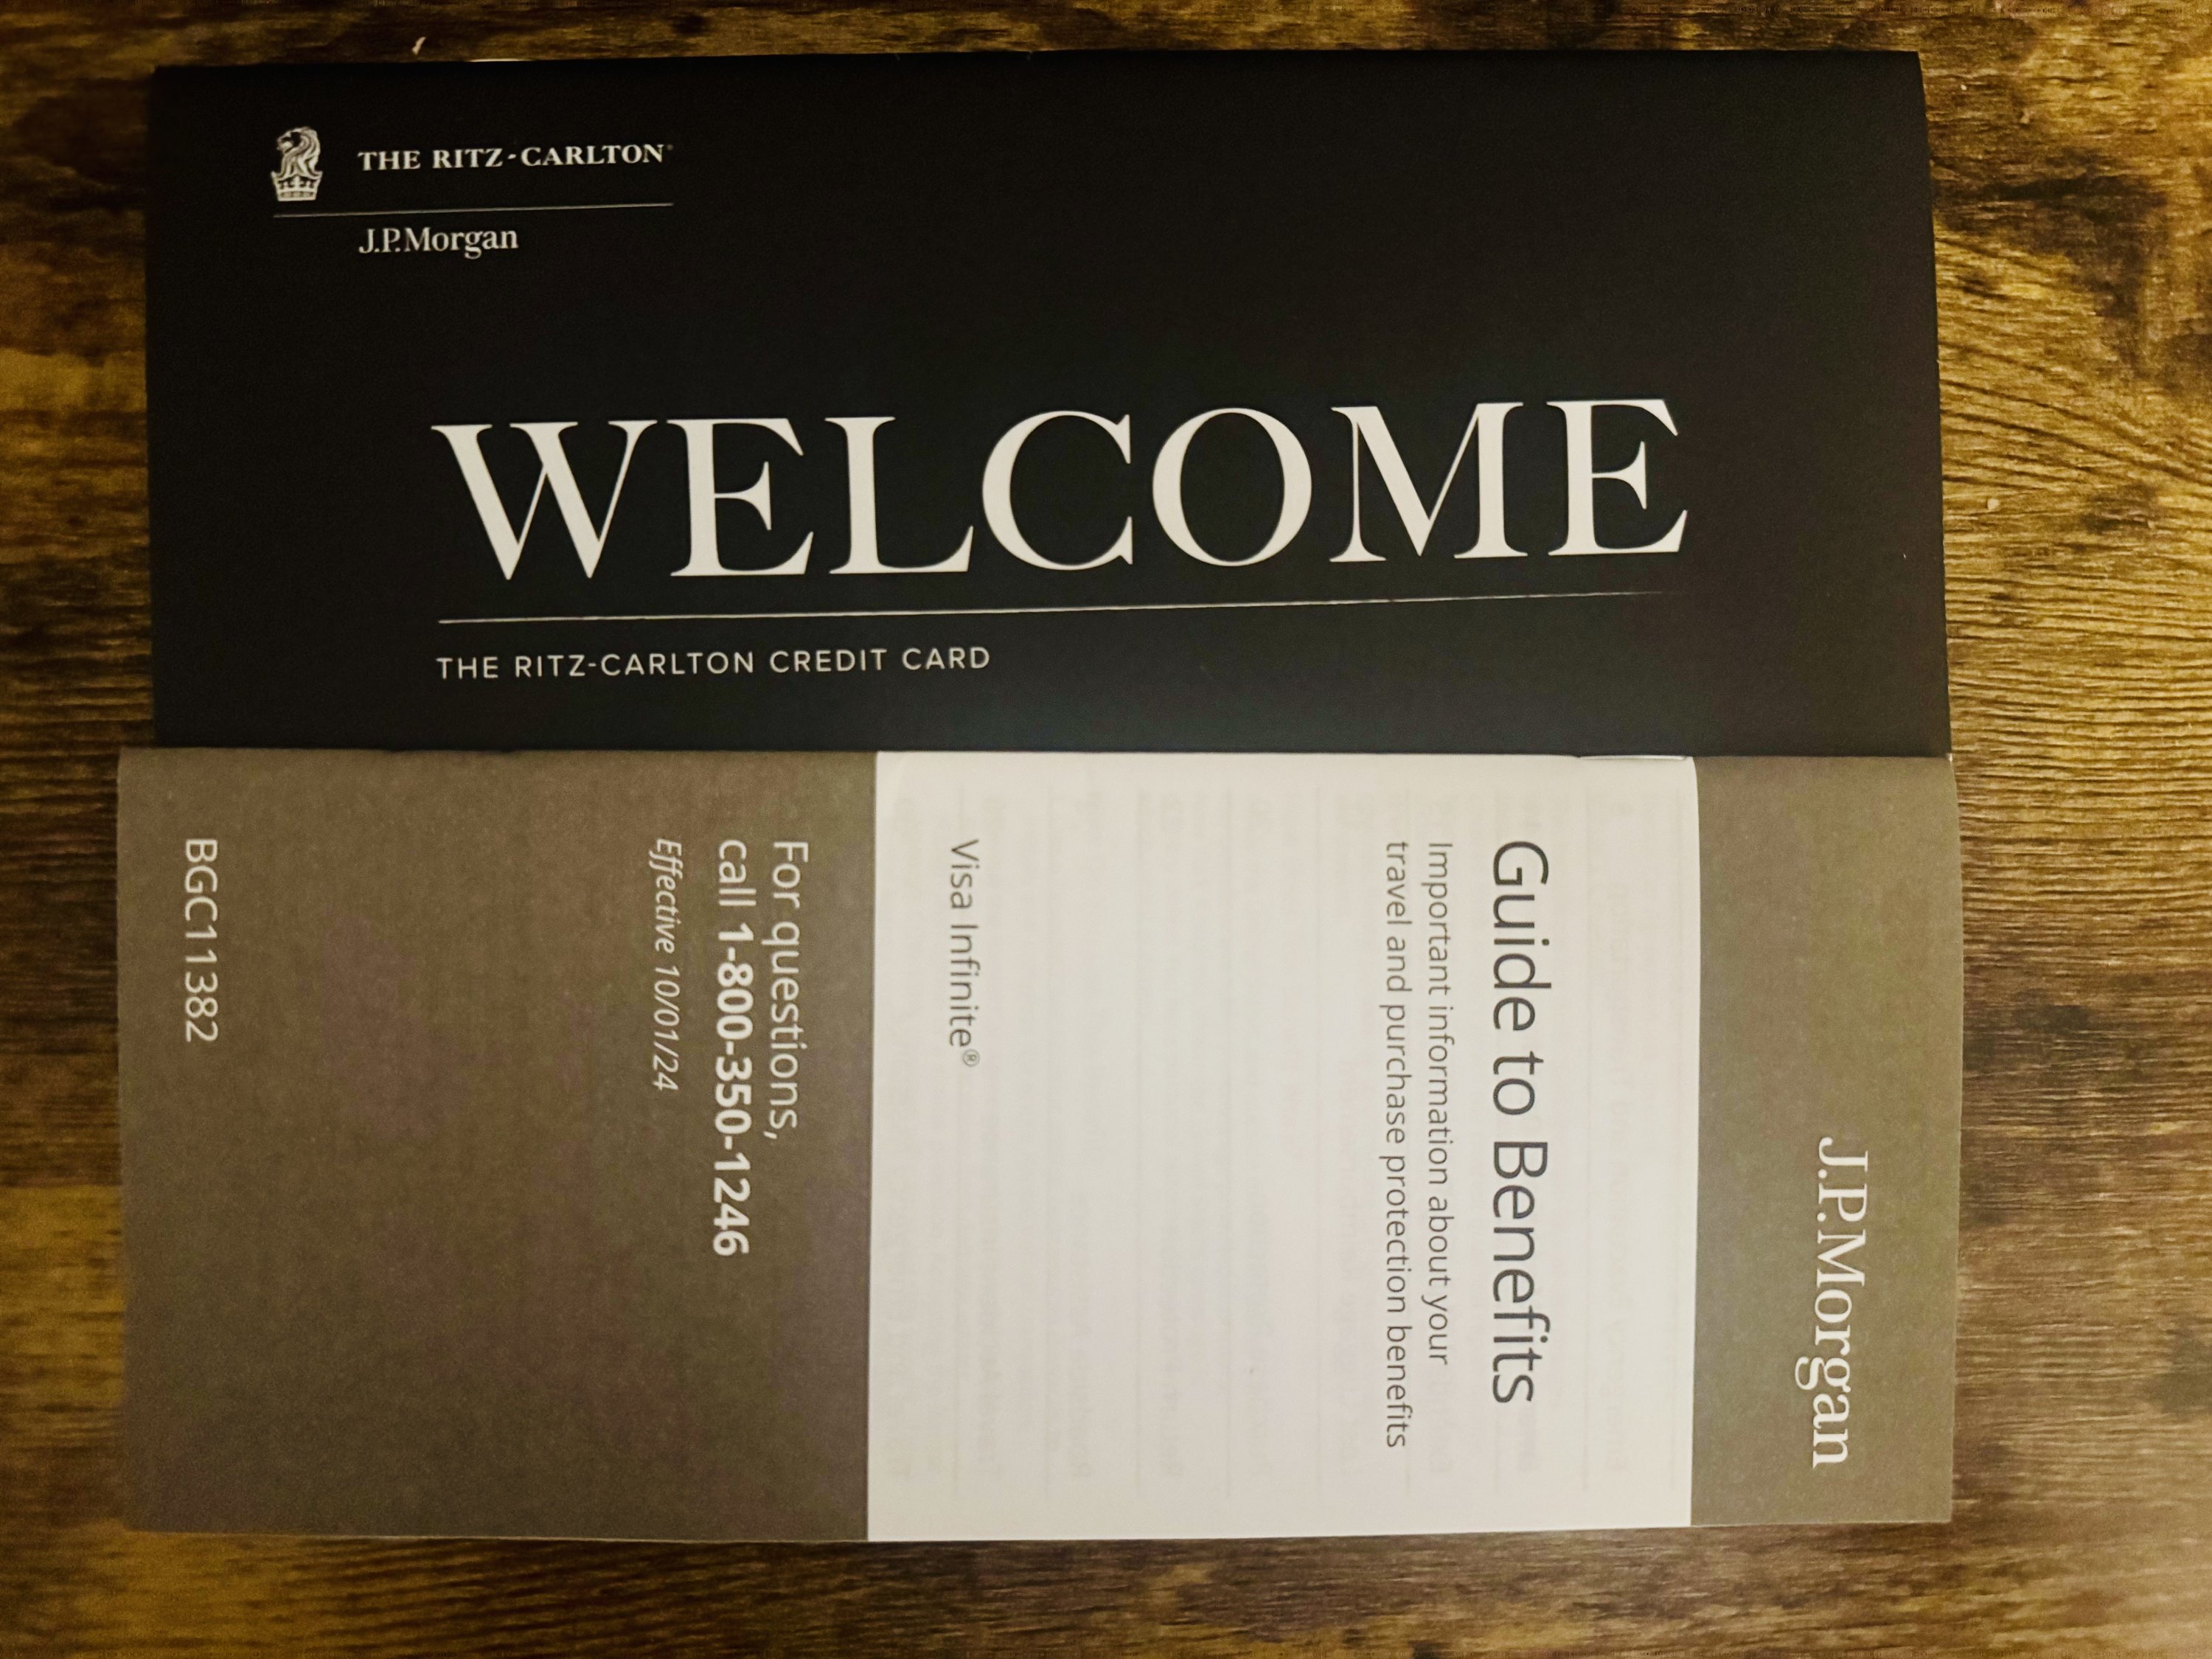 THE RITZ-CARLTON
J.P.Morgan
WELCOME
THE RITZ-CARLTON CREDIT CARD
J.P.Morgan
Guide to Benefits
Important information about your
travel and purchase protection benefits
Visa Infinite®
For questions,
call 1-800-350-1246
Effective 10/01/24
BGC11382